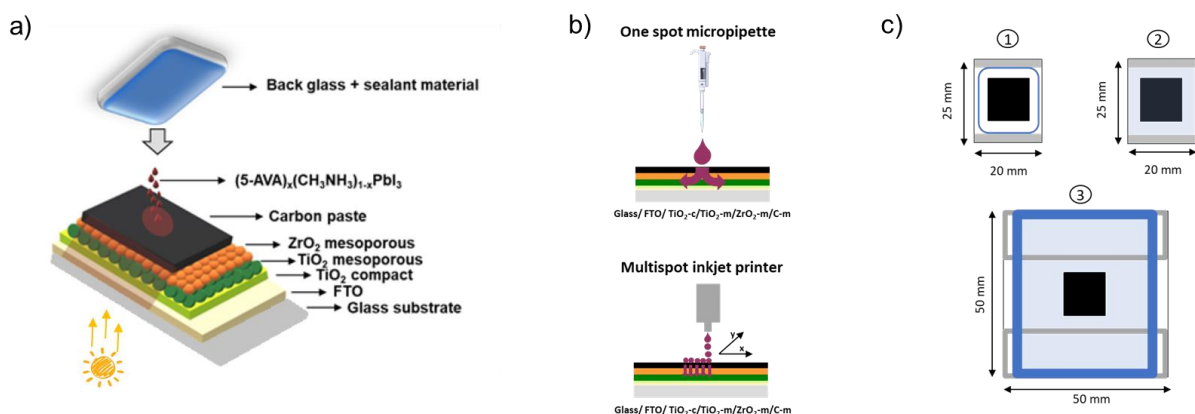 a)
Back glass + sealant material
(5-AVA)ₓ(CH₃NH₃)₁₋ₓPbI₃
Carbon paste
ZrO₂ mesoporous
TiO₂ mesoporous
TiO₂ compact
FTO
Glass substrate
b)
One spot micropipette
Glass/ FTO/ TiO₂-c/TiO₂-m/ZrO₂-m/C-m
Multispot inkjet printer
y
x
Glass/ FTO/ TiO₂-c/TiO₂-m/ZrO₂-m/C-m
c)
①
25 mm
20 mm
②
25 mm
20 mm
③
50 mm
50 mm